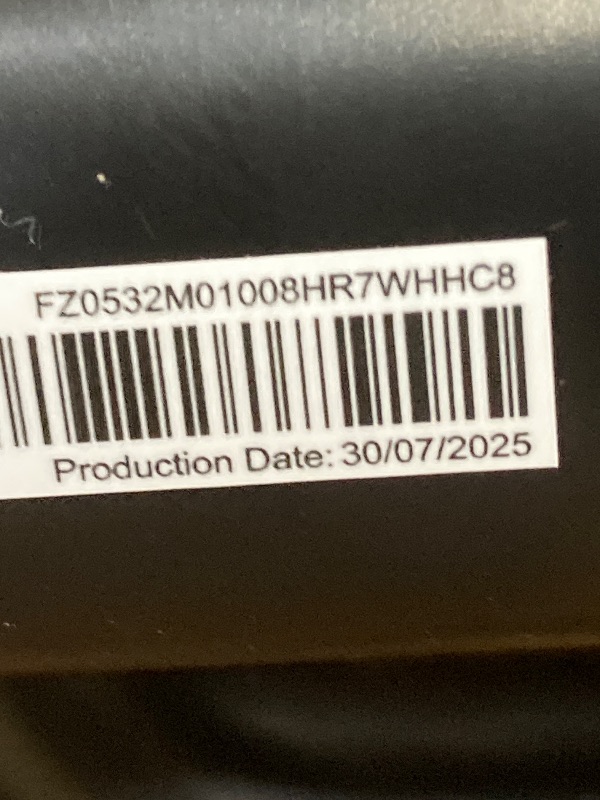 FZ0532M01008HR7WHHC8
Production Date: 30/07/2025